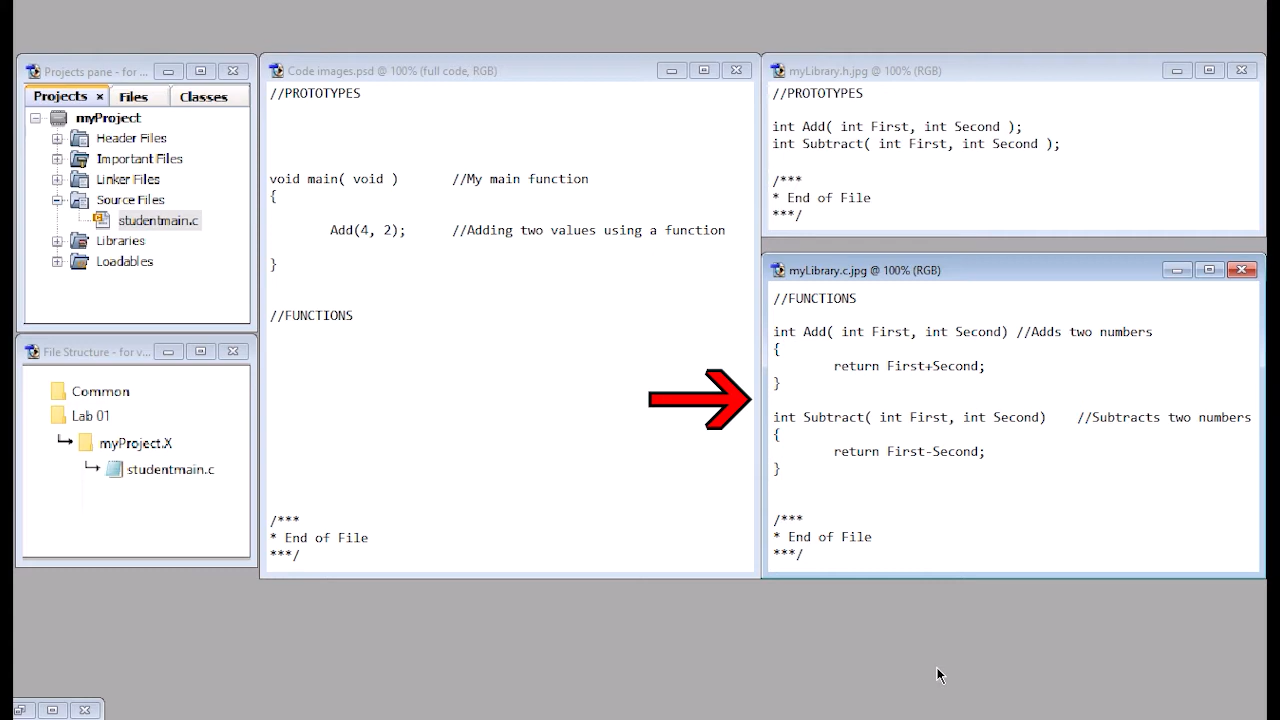 Projects pane - for ...
Projects × Files Classes
myProject
Header Files
Important Files
Linker Files
Source Files
studentmain.c
Libraries
Loadables
File Structure - for v...
Common
Lab 01
myProject.X
studentmain.c
Code images.psd @ 100% (full code, RGB)
//PROTOTYPES
void main( void ) //My main function
{
Add(4, 2); //Adding two values using a function
}
//FUNCTIONS
/***
* End of File
***/
myLibrary.h.jpg @ 100% (RGB)
//PROTOTYPES
int Add( int First, int Second );
int Subtract( int First, int Second );
/***
* End of File
***/
myLibrary.c.jpg @ 100% (RGB)
//FUNCTIONS
int Add( int First, int Second) //Adds two numbers
{
return First+Second;
}
int Subtract( int First, int Second) //Subtracts two numbers
{
return First-Second;
}
/***
* End of File
***/